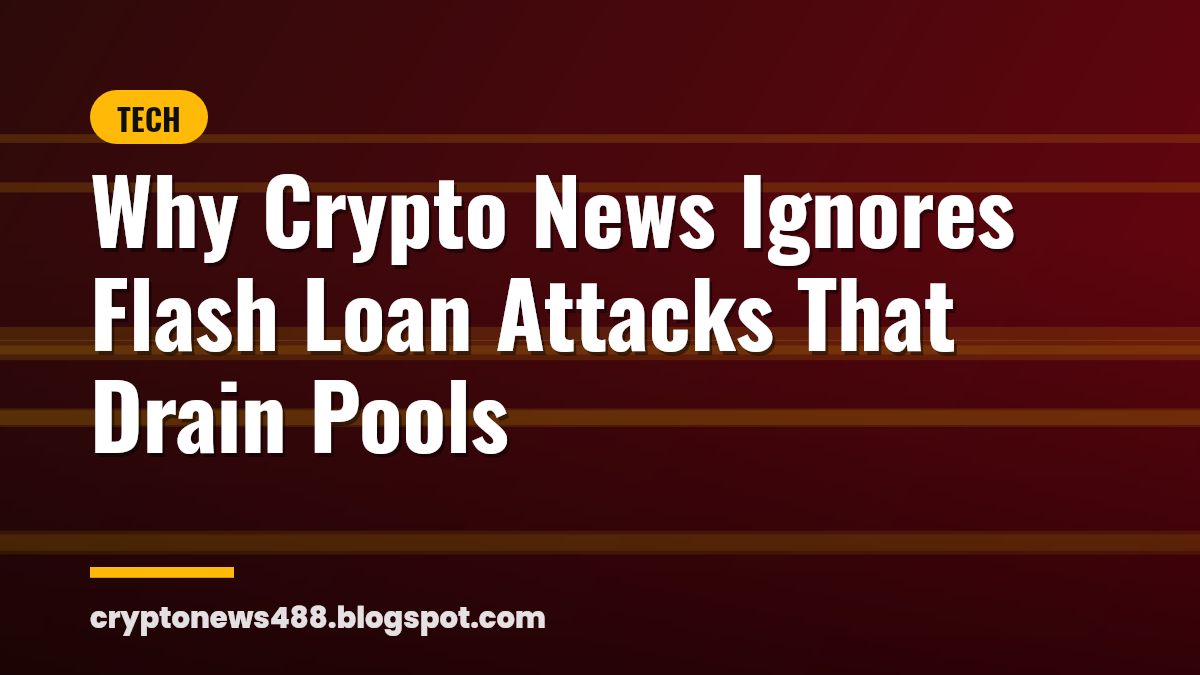 TECH
Why Crypto News Ignores
Flash Loan Attacks That
Drain Pools
cryptonews488.blogspot.com